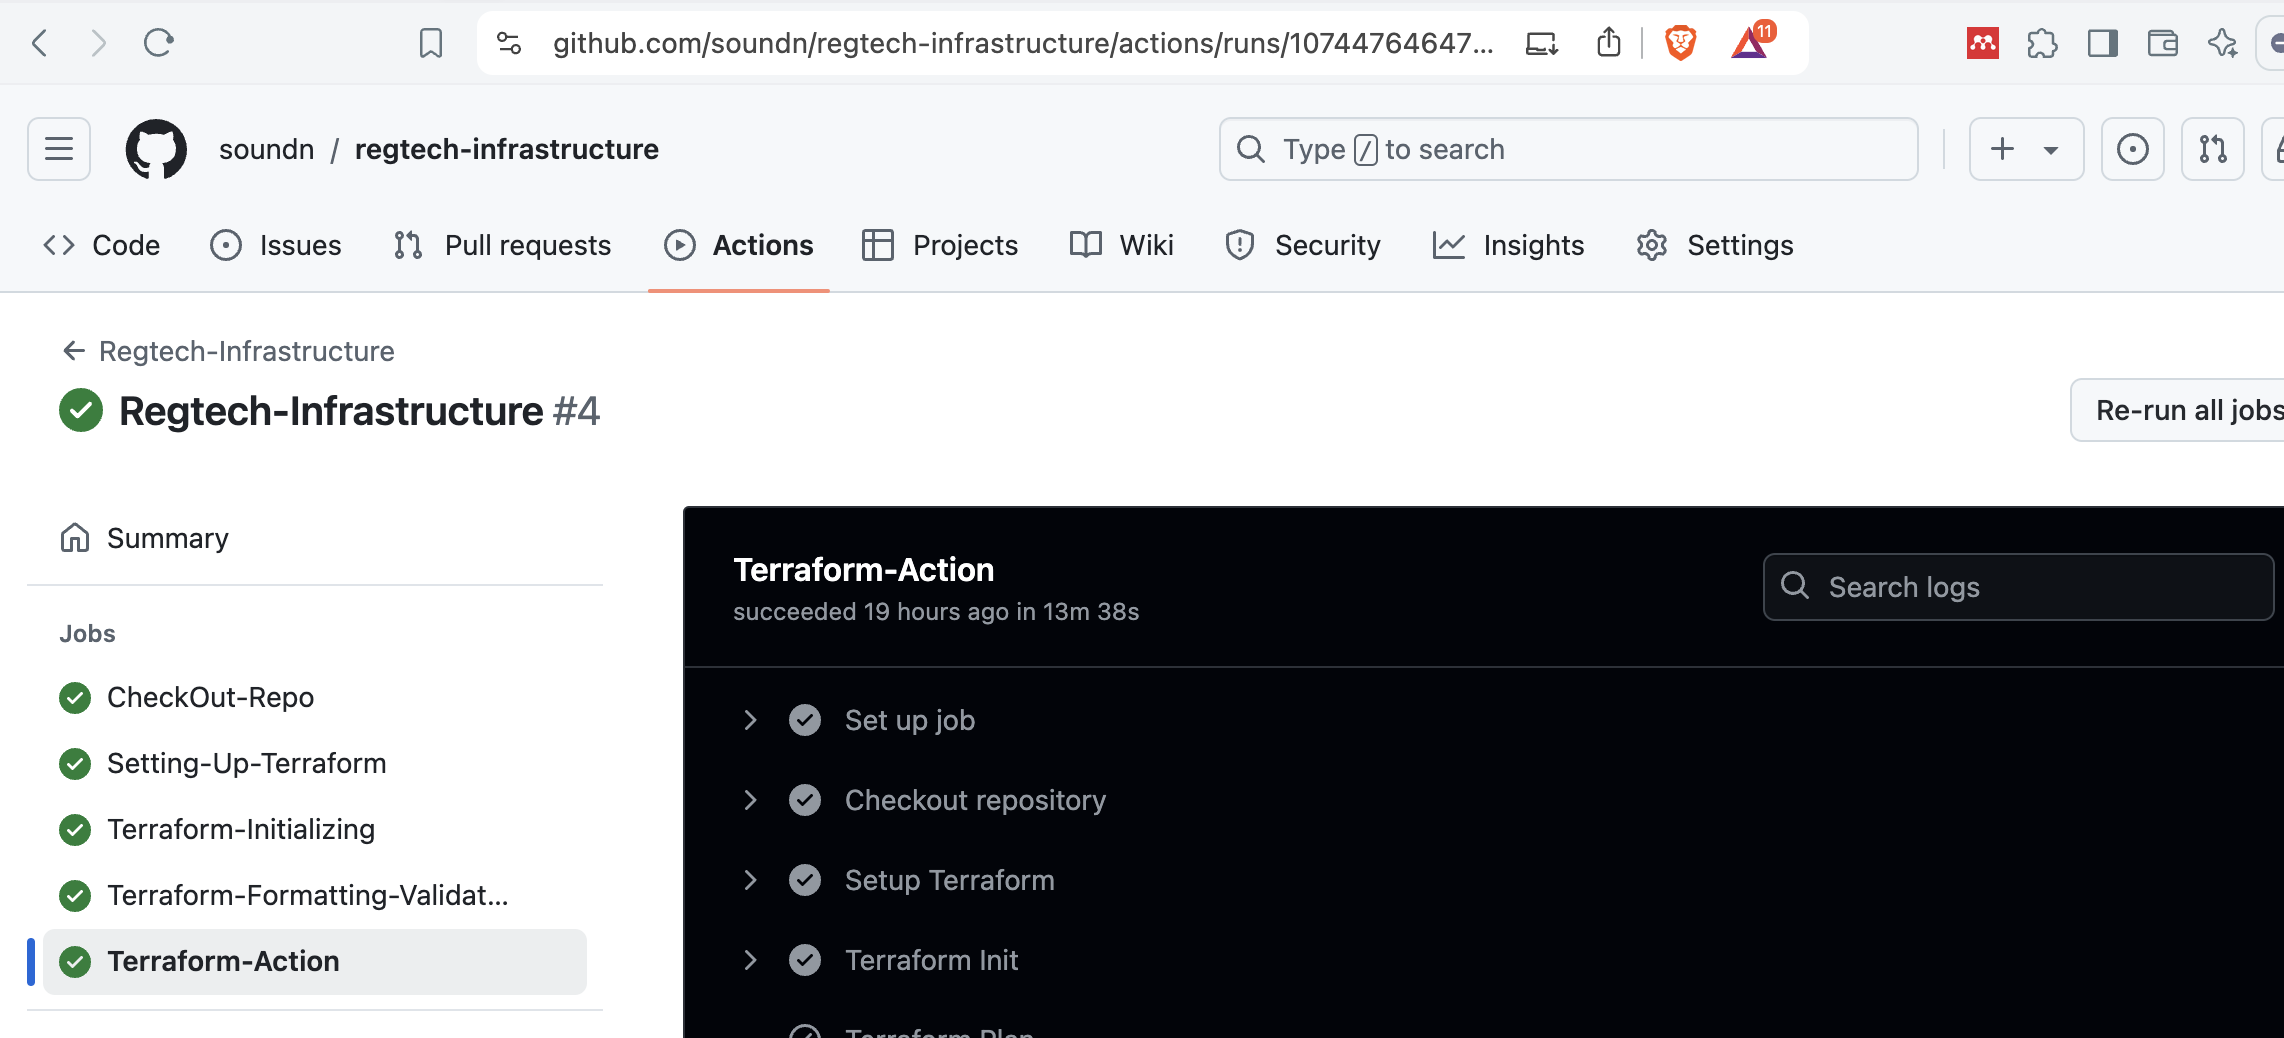 github.com/soundn/regtech-infrastructure/actions/runs/10744764647...
11
soundn / regtech-infrastructure
Type / to search
Code
Issues
Pull requests
Actions
Projects
Wiki
Security
Insights
Settings
Regtech-Infrastructure
Regtech-Infrastructure #4
Re-run all jobs
Summary
Jobs
CheckOut-Repo
Setting-Up-Terraform
Terraform-Initializing
Terraform-Formatting-Validat...
Terraform-Action
Terraform-Action
succeeded 19 hours ago in 13m 38s
Search logs
Set up job
Checkout repository
Setup Terraform
Terraform Init
Terraform Plan